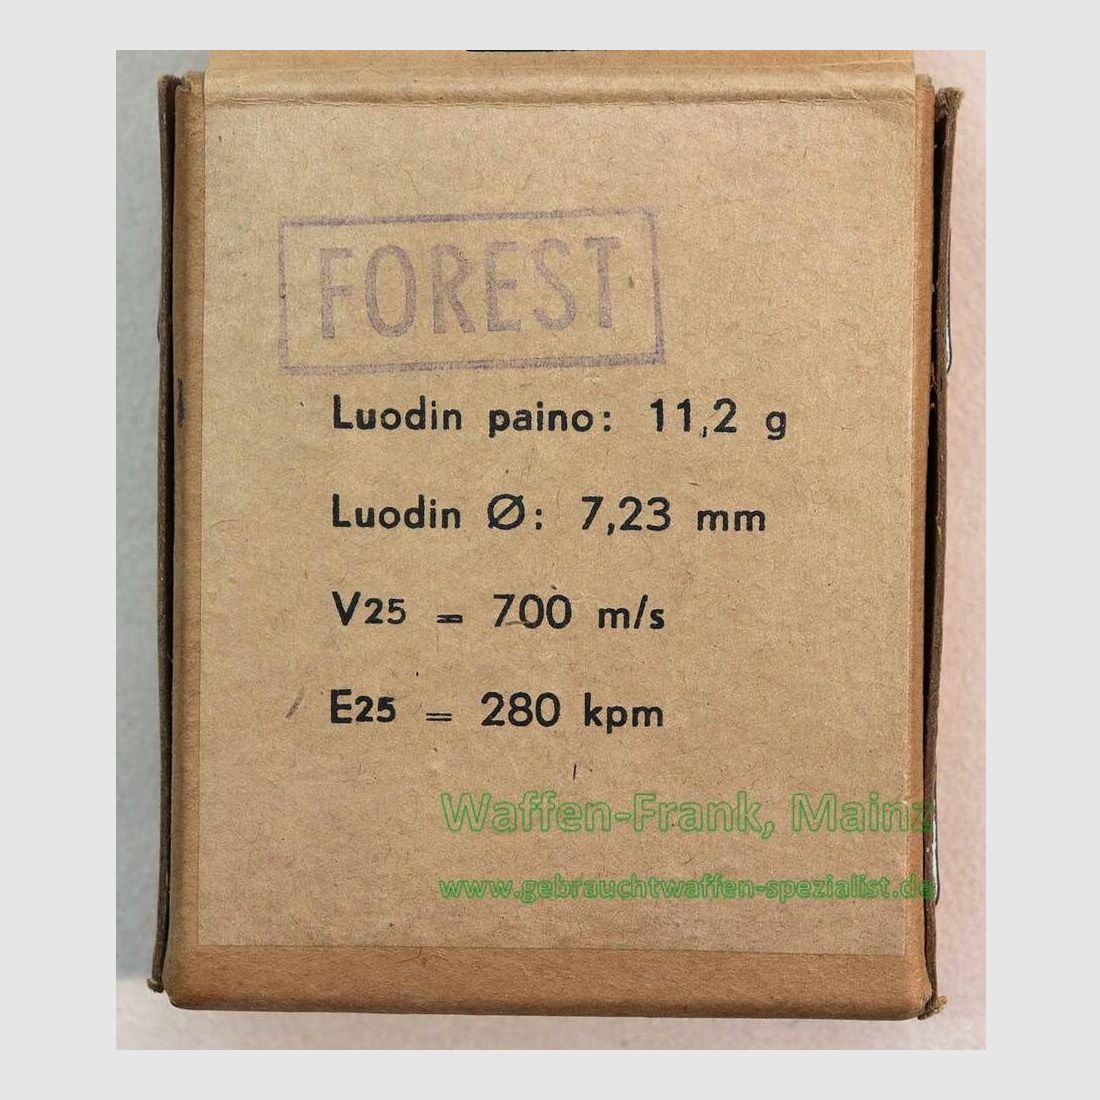 FOREST
Luodin paino: 11,2 g
Luodin Ø: 7,23 mm
V25 = 700 m/s
E25 = 280 kpm
Waffen-Frank, Mainz
www.gebrauchtwaffen-spezialist.de